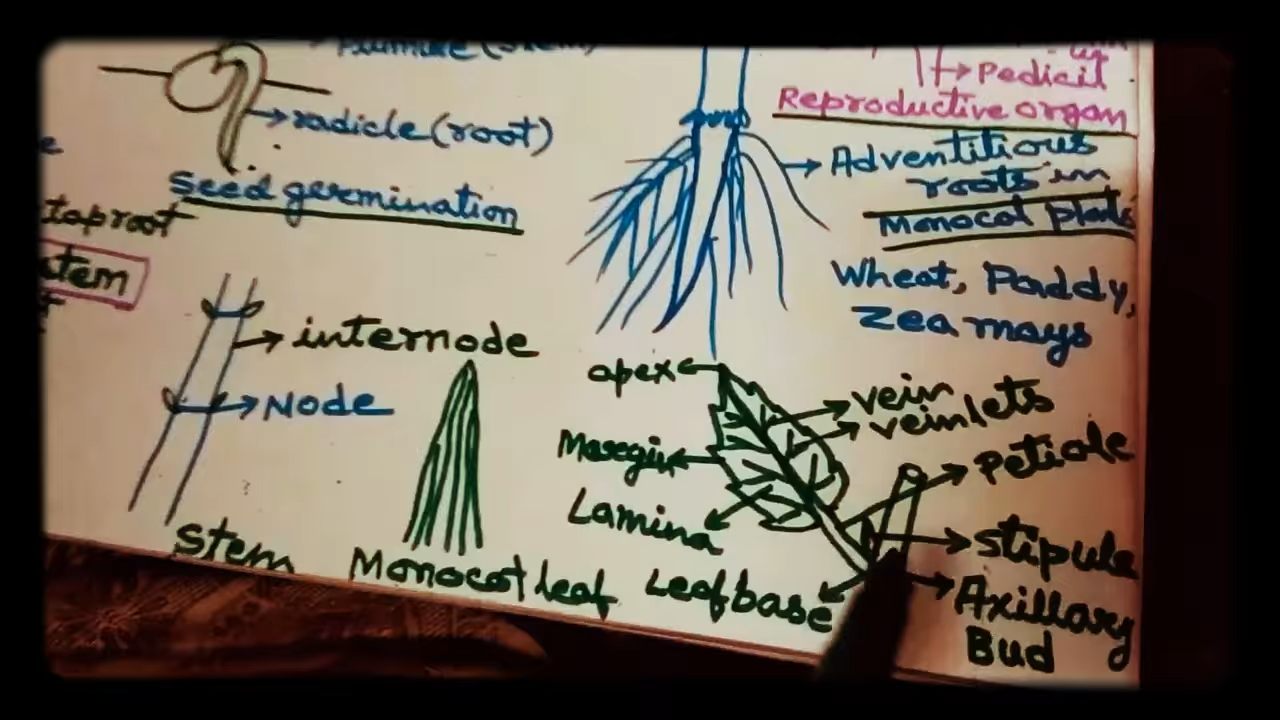 radicle(root)
Seed germination
taproot
stem
internode
Node
Stem
Monocot leaf
Pedicil
Reproductive organ
Adventitious
roots in
Monocot plants
Wheat, Paddy,
Zea mays
apex
Margin
Lamina
Leaf base
vein
veinlets
Petiole
Stipule
Axillary
Bud